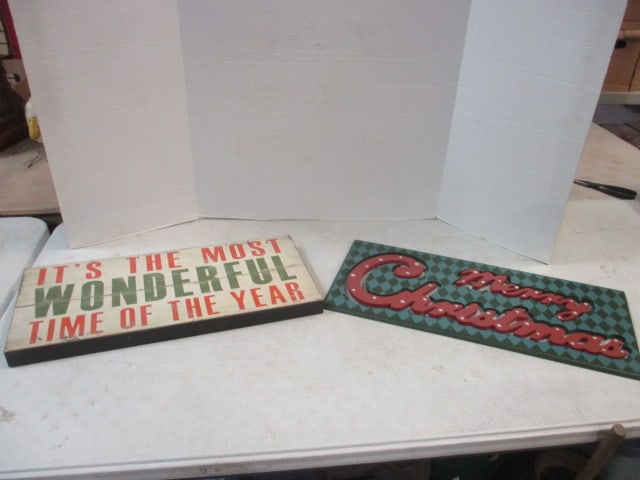 IT'S THE MOST
WONDERFUL
TIME OF THE YEAR
Merry
Christmas